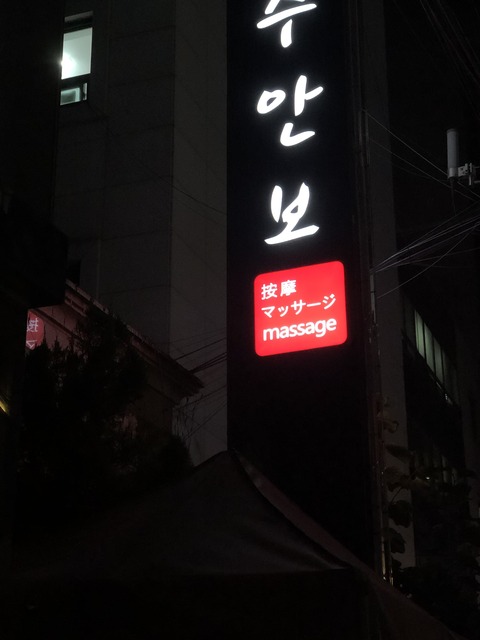 수
안
보
按摩
マッサージ
massage